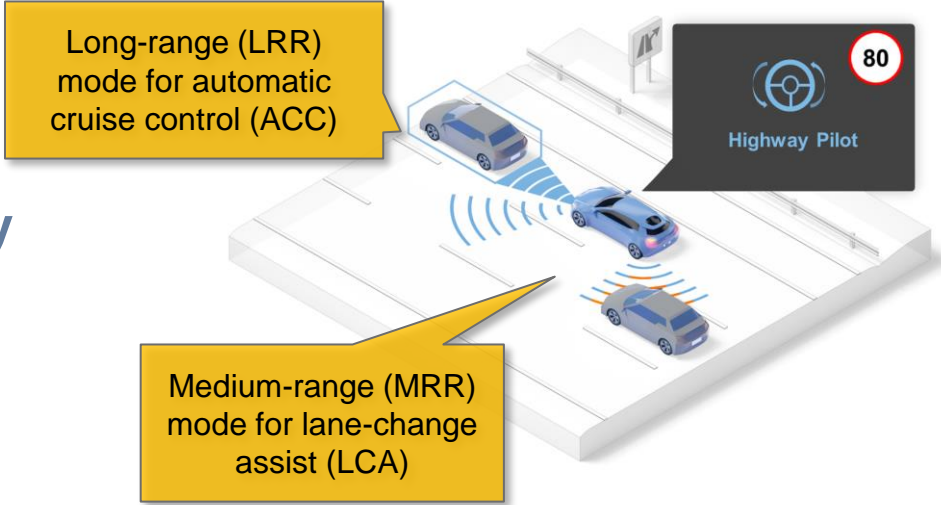 Long-range (LRR)
mode for automatic
cruise control (ACC)
80
Highway Pilot
y
Medium-range (MRR)
mode for lane-change
assist (LCA)